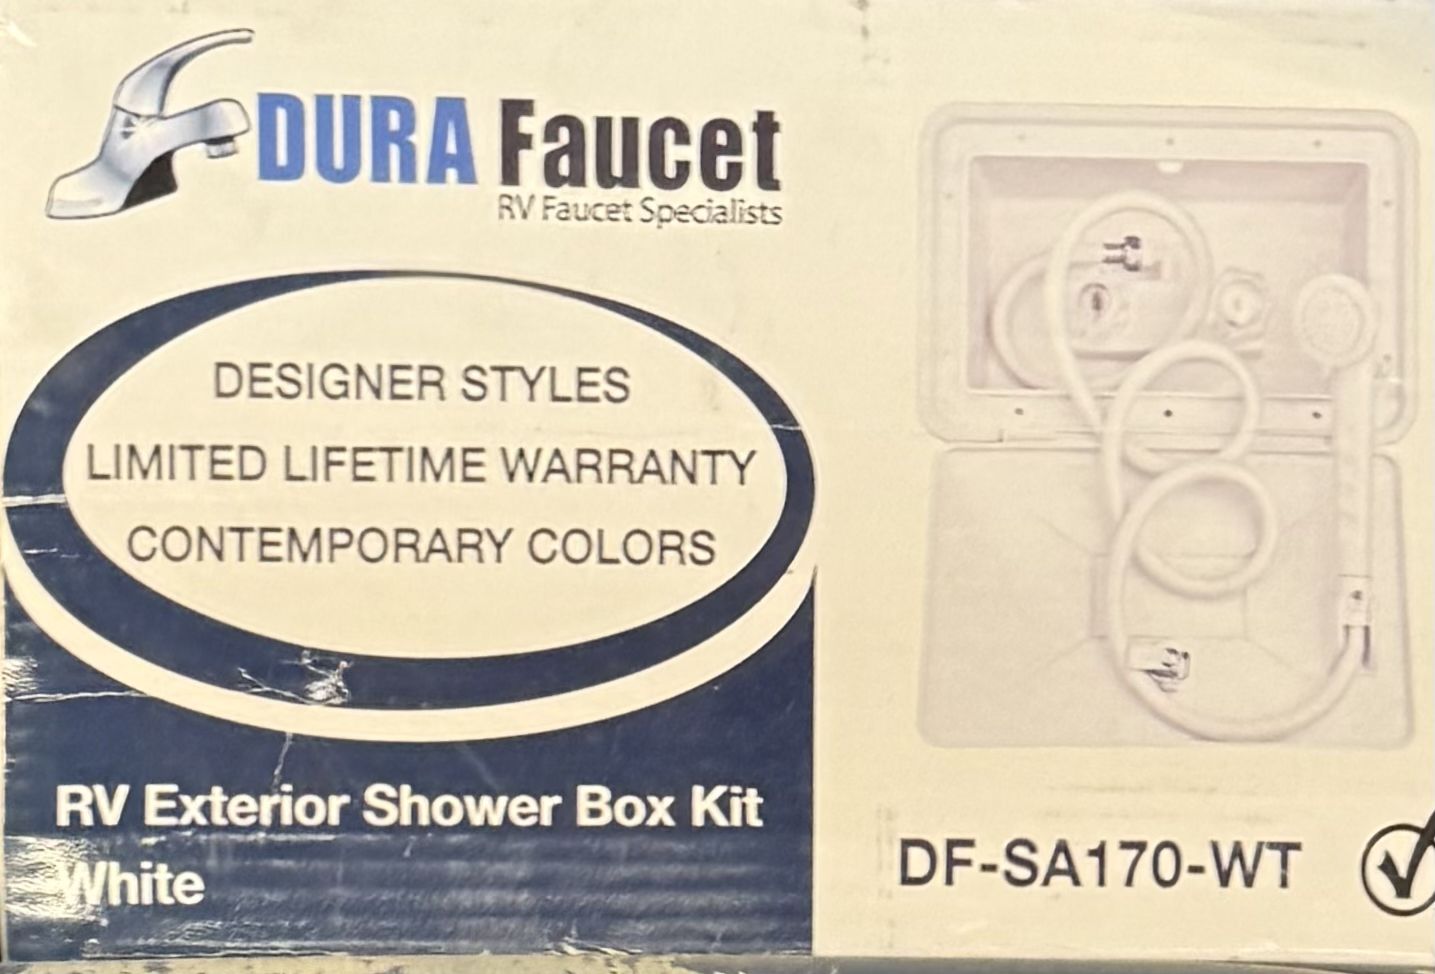 DURA Faucet
RV Faucet Specialists
DESIGNER STYLES
LIMITED LIFETIME WARRANTY
CONTEMPORARY COLORS
RV Exterior Shower Box Kit
White
DF-SA170-WT